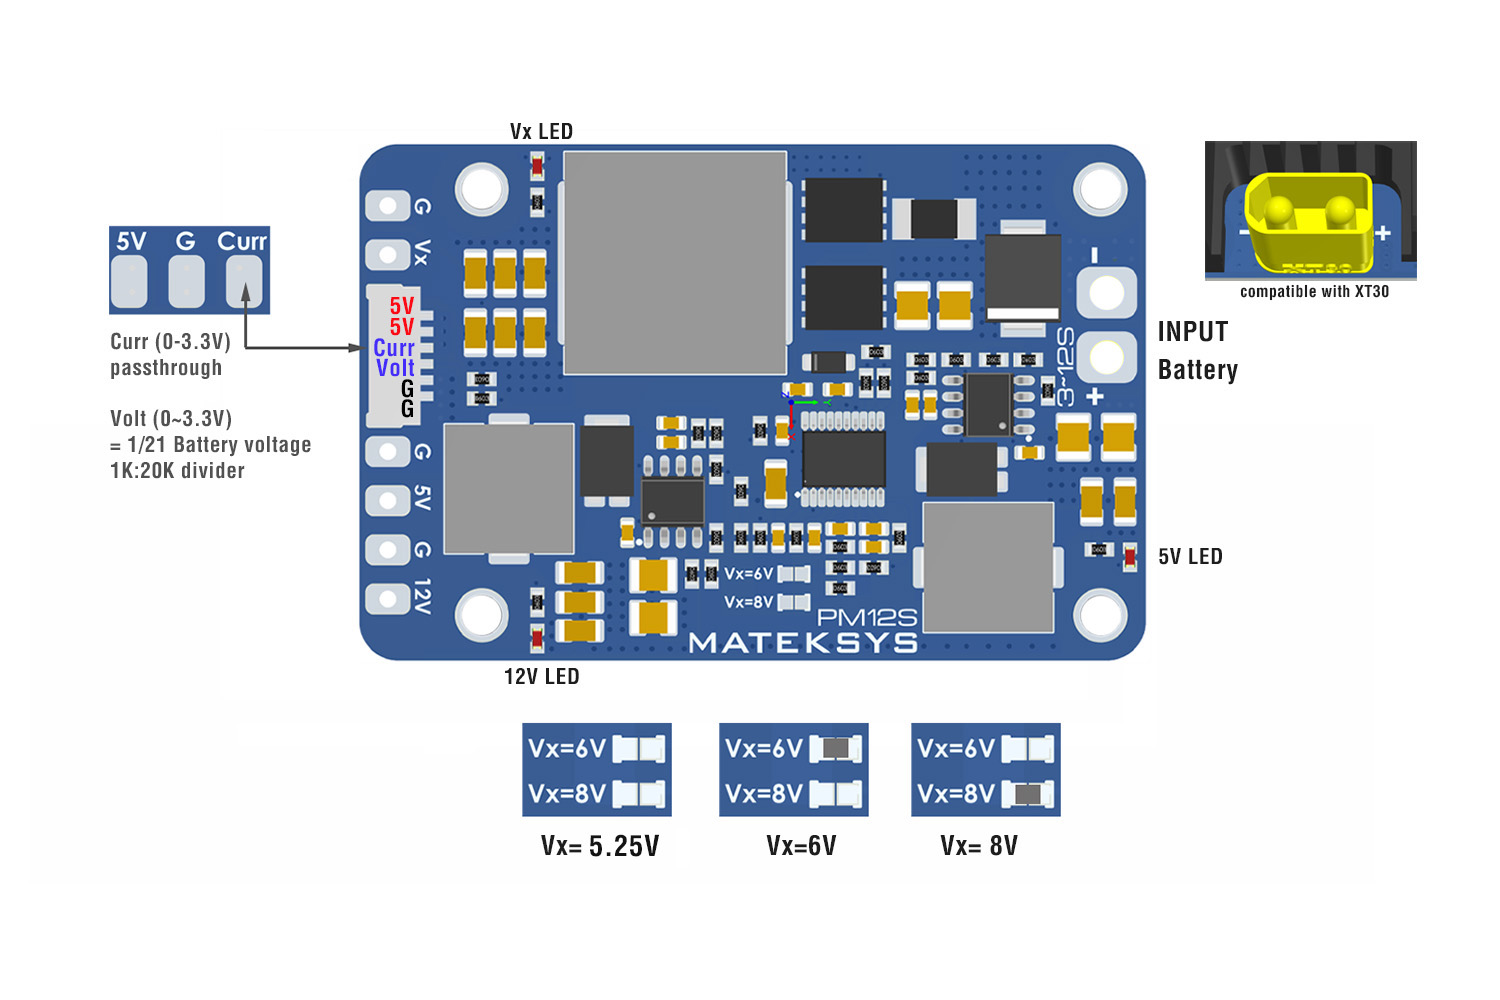 Vx LED
5V G Curr
Curr (0-3.3V)
passthrough
Volt (0~3.3V)
= 1/21 Battery voltage
1K:20K divider
G
Vx
5V
5V
Curr
Volt
G
G
G
5V
G
12V
-
3~12S
+
- +
compatible with XT30
INPUT
Battery
5V LED
Vx=6V
Vx=8V
PM12S
MATEKSYS
12V LED
Vx=6V
Vx=8V
Vx= 5.25V
Vx=6V
Vx=8V
Vx=6V
Vx=6V
Vx=8V
Vx= 8V